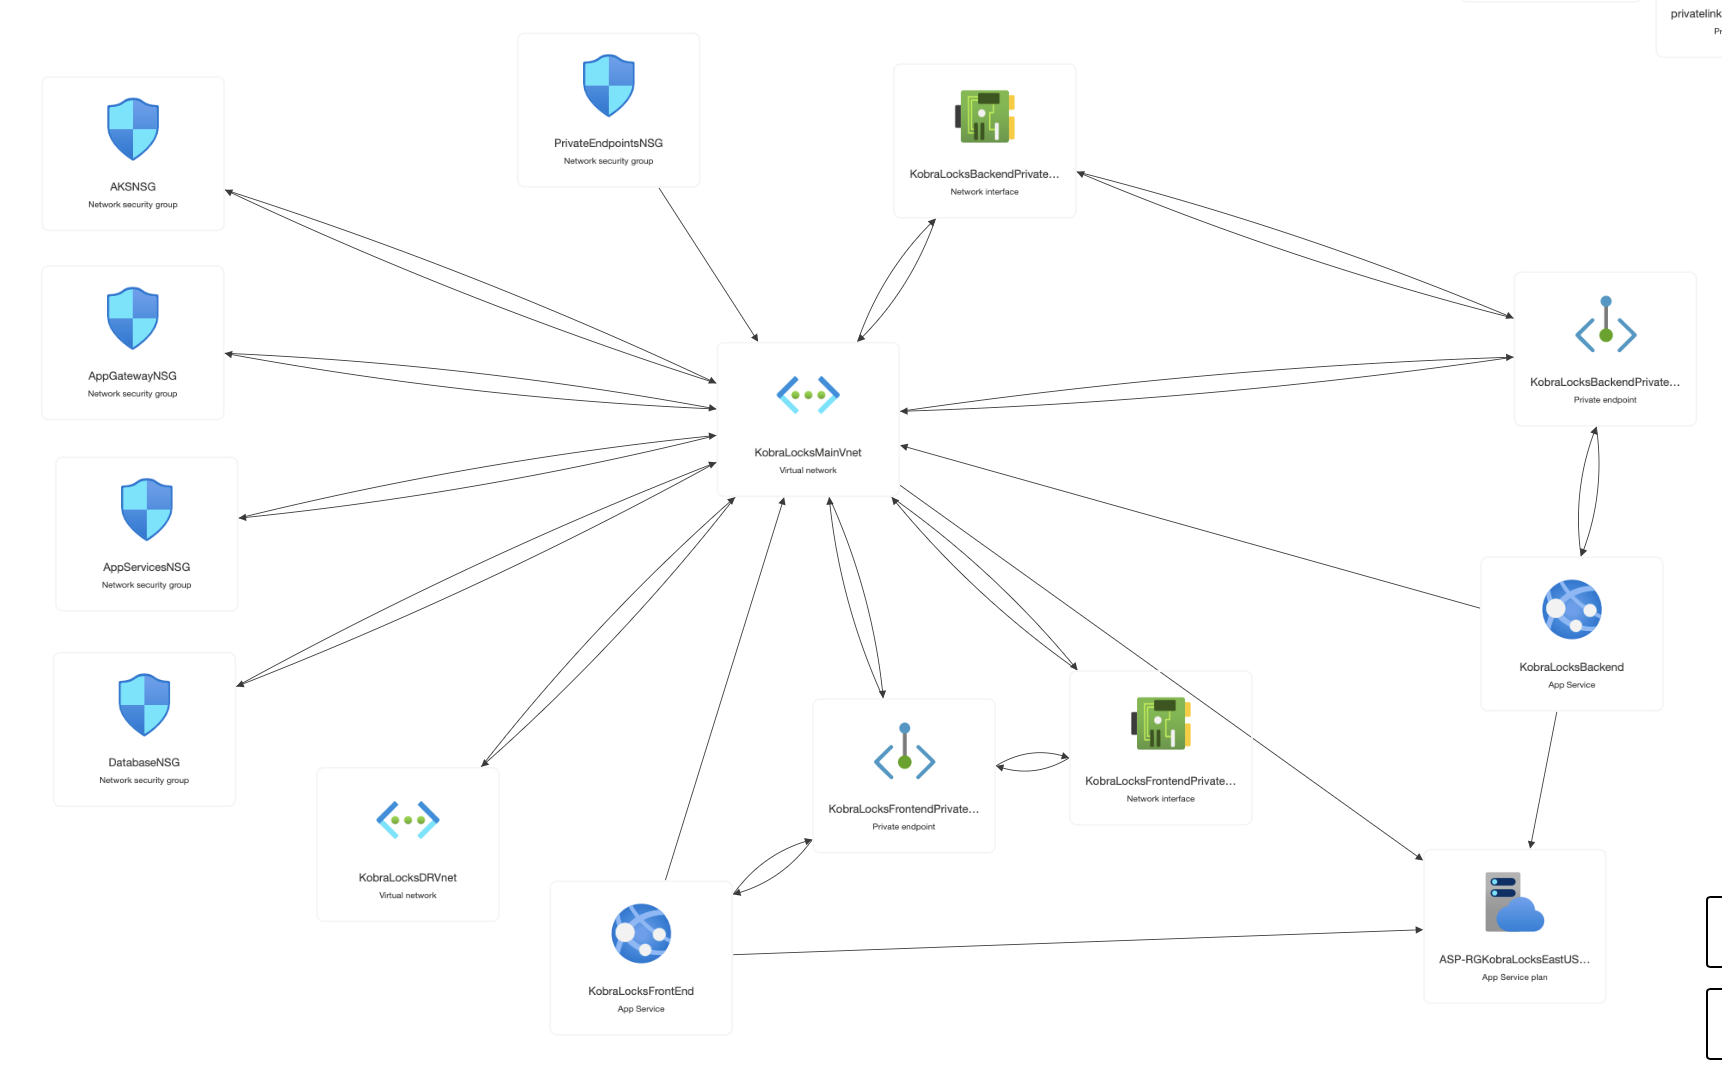 privatelink
Pr
PrivateEndpointsNSG
Network security group
KobraLocksBackendPrivate...
Network interface
AKSNSG
Network security group
AppGatewayNSG
Network security group
KobraLocksBackendPrivate...
Private endpoint
KobraLocksMainVnet
Virtual network
AppServicesNSG
Network security group
KobraLocksBackend
App Service
DatabaseNSG
Network security group
KobraLocksFrontendPrivate...
Network interface
KobraLocksFrontendPrivate...
Private endpoint
KobraLocksDRVnet
Virtual network
ASP-RGKobraLocksEastUS...
App Service plan
KobraLocksFrontEnd
App Service